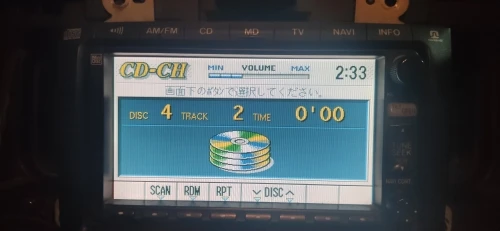 AM/FM CD MD TV NAVI INFO
CD-CH MIN VOLUME MAX 2:33
画面下のボタンで選択してください。
DISC 4 TRACK 2 TIME 0'00
SCAN RDM RPT ∨ DISC ∧